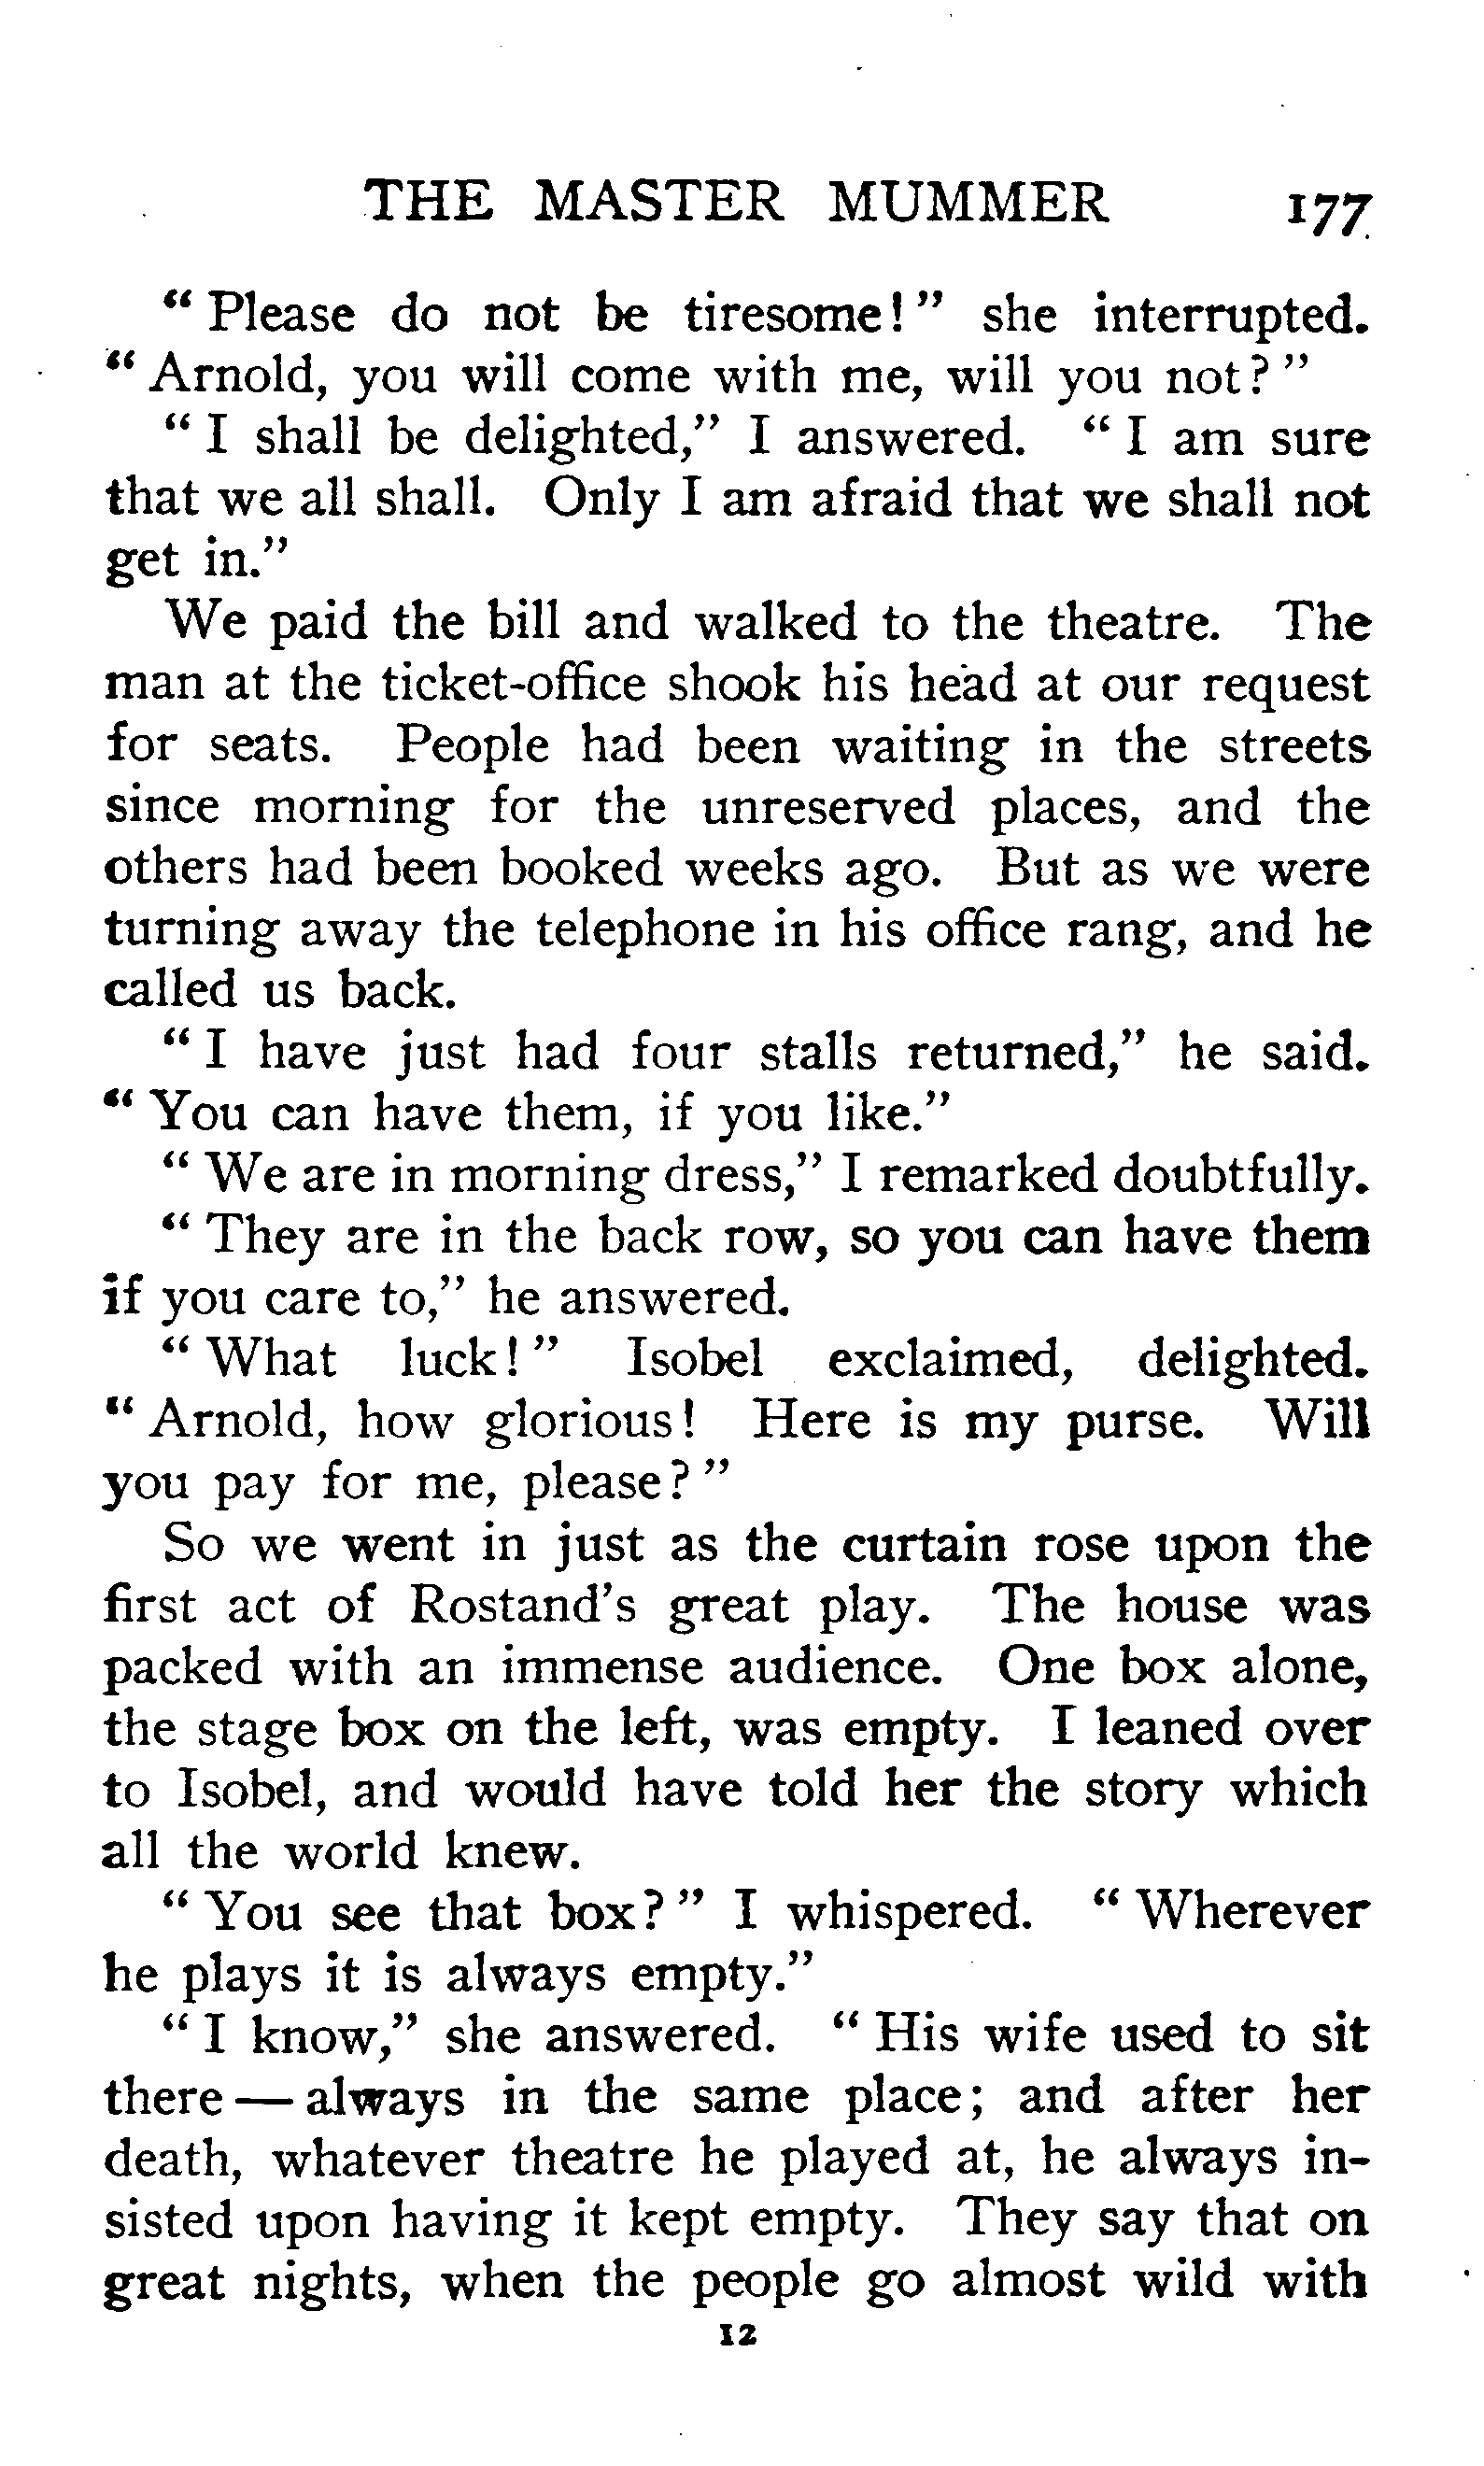 THE MASTER MUMMER 177
“ Please do not be tiresome! ” she interrupted.
“ Arnold, you will come with me, will you not? ”
“ I shall be delighted,” I answered. “ I am sure
that we all shall. Only I am afraid that we shall not
get in.”
We paid the bill and walked to the theatre. The
man at the ticket-office shook his head at our request
for seats. People had been waiting in the streets
since morning for the unreserved places, and the
others had been booked weeks ago. But as we were
turning away the telephone in his office rang, and he
called us back.
“ I have just had four stalls returned,” he said.
“ You can have them, if you like.”
“ We are in morning dress,” I remarked doubtfully.
“ They are in the back row, so you can have them
if you care to,” he answered.
“ What luck! ” Isobel exclaimed, delighted.
“ Arnold, how glorious! Here is my purse. Will
you pay for me, please? ”
So we went in just as the curtain rose upon the
first act of Rostand’s great play. The house was
packed with an immense audience. One box alone,
the stage box on the left, was empty. I leaned over
to Isobel, and would have told her the story which
all the world knew.
“ You see that box? ” I whispered. “ Wherever
he plays it is always empty.”
“ I know,” she answered. “ His wife used to sit
there — always in the same place; and after her
death, whatever theatre he played at, he always in-
sisted upon having it kept empty. They say that on
great nights, when the people go almost wild with
12